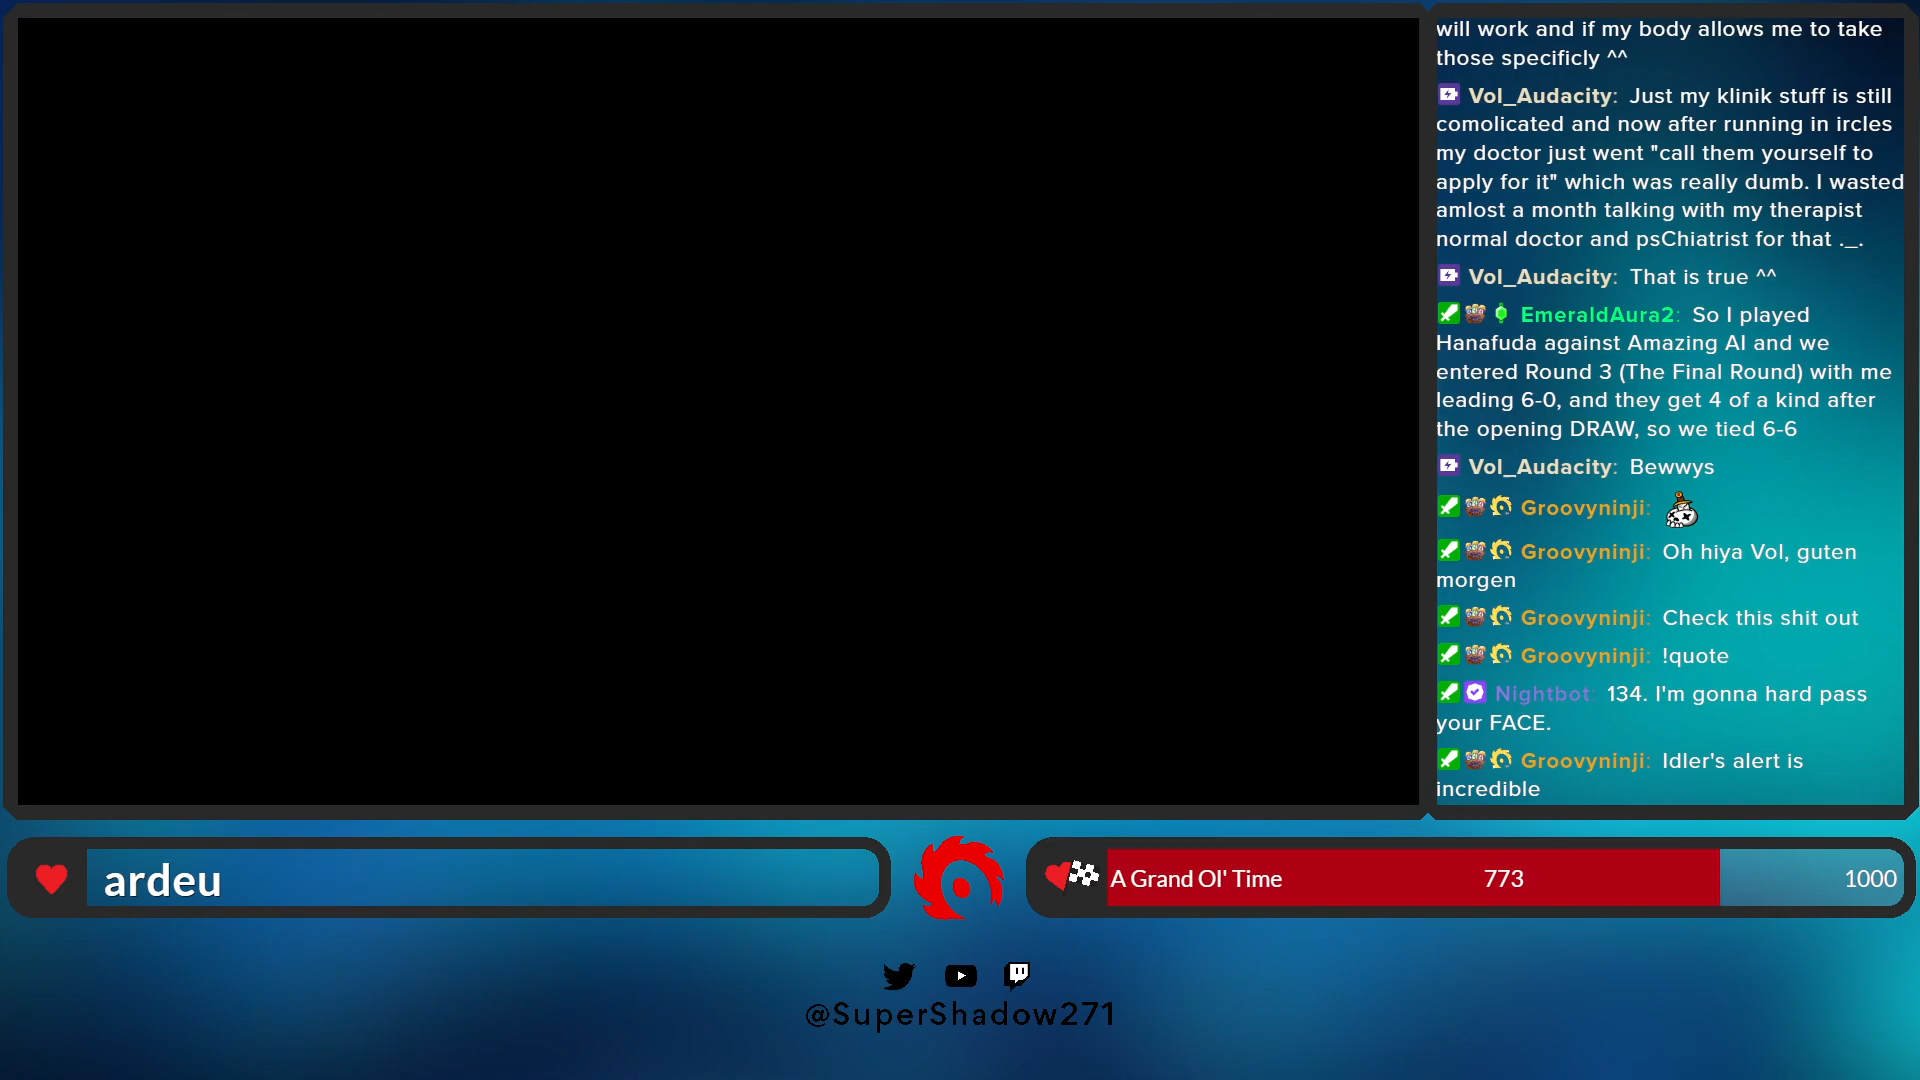 will work and if my body allows me to take
those specificly ^^
Vol_Audacity: Just my klinik stuff is still
comolicated and now after running in ircles
my doctor just went "call them yourself to
apply for it" which was really dumb. I wasted
amlost a month talking with my therapist
normal doctor and psChiatrist for that ._.
Vol_Audacity: That is true ^^
EmeraldAura2: So I played
Hanafuda against Amazing AI and we
entered Round 3 (The Final Round) with me
leading 6-0, and they get 4 of a kind after
the opening DRAW, so we tied 6-6
Vol_Audacity: Bewwys
Groovyninji:
Groovyninji: Oh hiya Vol, guten
morgen
Groovyninji: Check this shit out
Groovyninji: !quote
Nightbot: 134. I'm gonna hard pass
your FACE.
Groovyninji: Idler's alert is
incredible
ardeu
A Grand Ol' Time 773 1000
@SuperShadow271